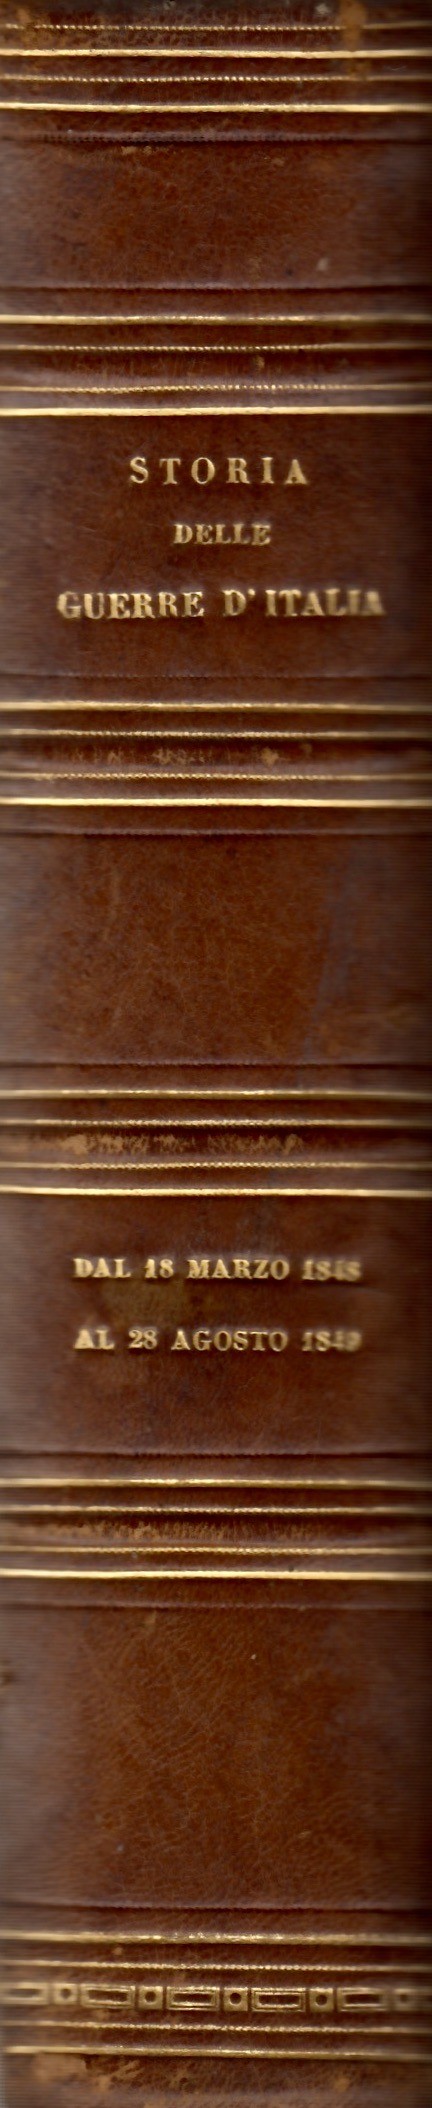 STORIA
DELLE
GUERRE D'ITALIA
DAL 18 MARZO 1848
AL 28 AGOSTO 1849